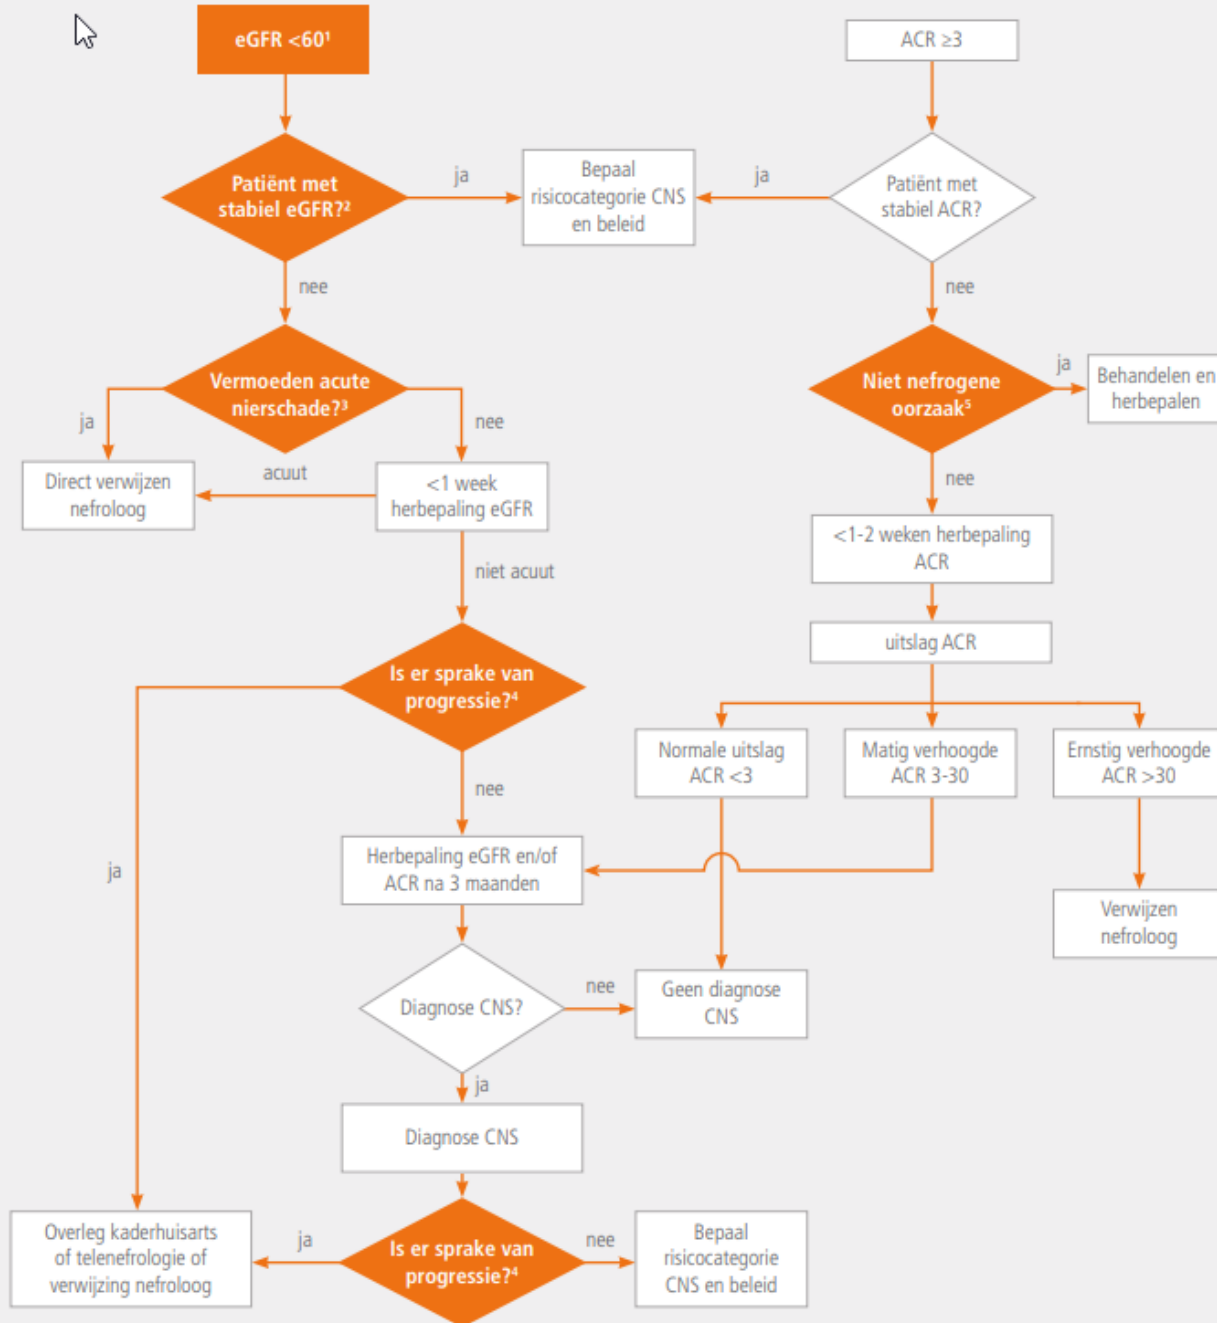 eGFR <60¹
ACR ≥3
Patiënt met
stabiel eGFR?²
ja
Bepaal
risicocategorie CNS
en beleid
ja
Patiënt met
stabiel ACR?
nee
nee
Vermoeden acute
nierschade?³
ja
nee
Niet nefrogene
oorzaak⁵
ja
Behandelen en
herbepalen
nee
Direct verwijzen
nefroloog
acuut
<1 week
herbepaling eGFR
niet acuut
<1-2 weken herbepaling
ACR
uitslag ACR
Is er sprake van
progressie?⁴
ja
nee
Normale uitslag
ACR <3
Matig verhoogde
ACR 3-30
Ernstig verhoogde
ACR >30
Herbepaling eGFR en/of
ACR na 3 maanden
Verwijzen
nefroloog
Diagnose CNS?
nee
Geen diagnose
CNS
ja
Diagnose CNS
Is er sprake van
progressie?⁴
ja
Overleg kaderhuisarts
of telenefrologie of
verwijzing nefroloog
nee
Bepaal
risicocategorie
CNS en beleid